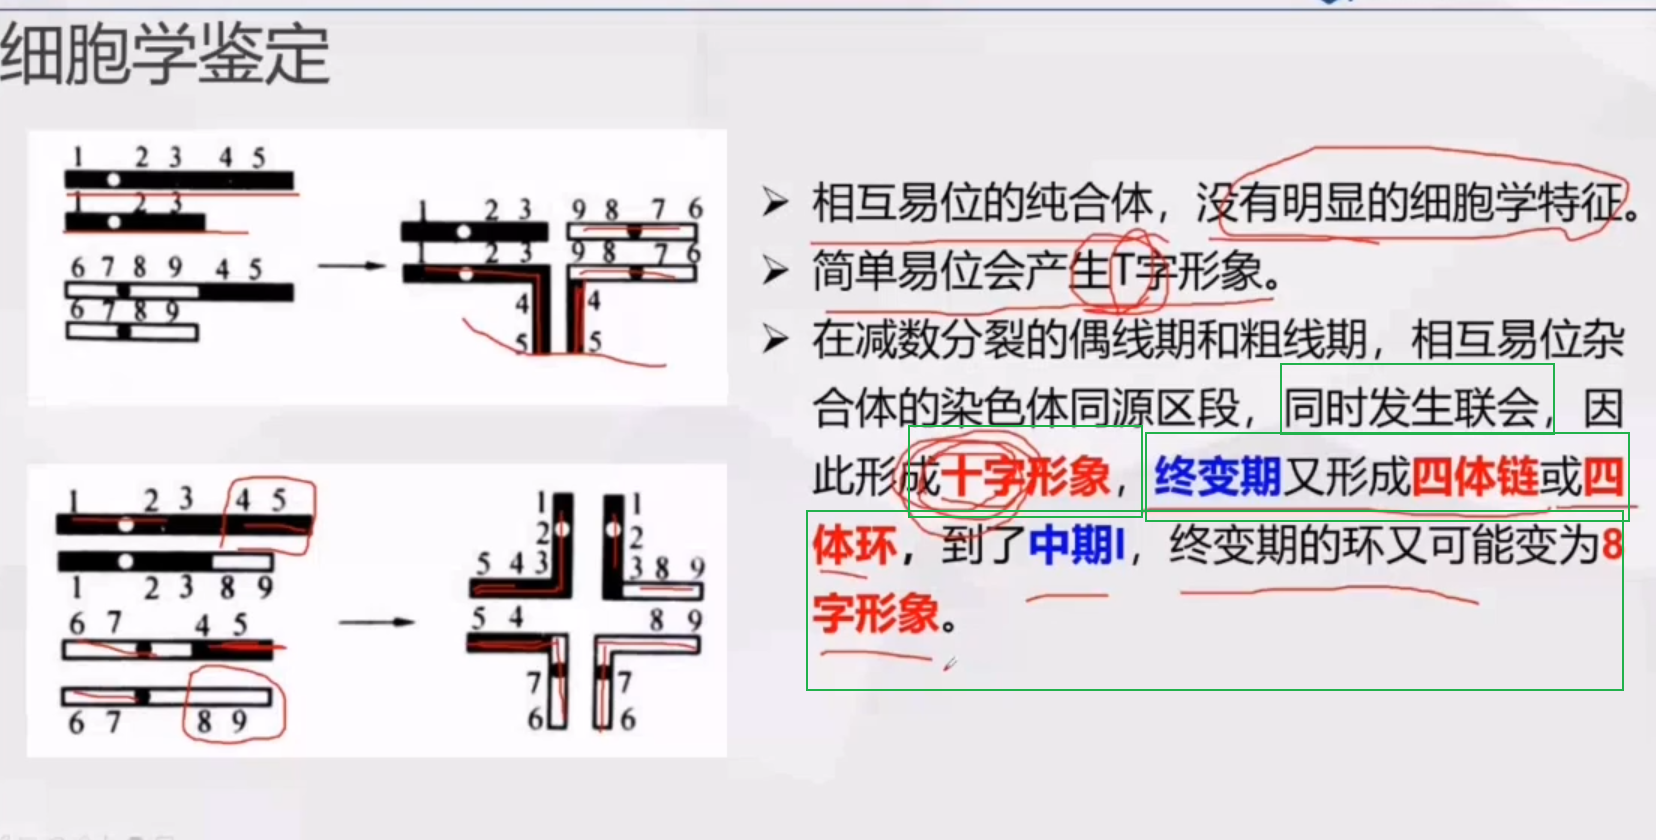 细胞学鉴定
1 2 3 4 5
1 2 3
6 7 8 9 4 5
6 7 8 9
1 2 3 9 8 7 6
1 2 3 9 8 7 6
4 4
5 5
1 2 3 4 5
1 2 3 8 9
6 7 4 5
6 7 8 9
1 1
2 2
5 4 3 3 8 9
5 4 8 9
7 7
6 6
➢ 相互易位的纯合体，没有明显的细胞学特征。
➢ 简单易位会产生T字形象。
➢ 在减数分裂的偶线期和粗线期，相互易位杂
合体的染色体同源区段，同时发生联会，因
此形成十字形象，终变期又形成四体链或四
体环，到了中期I，终变期的环又可能变为8
字形象。